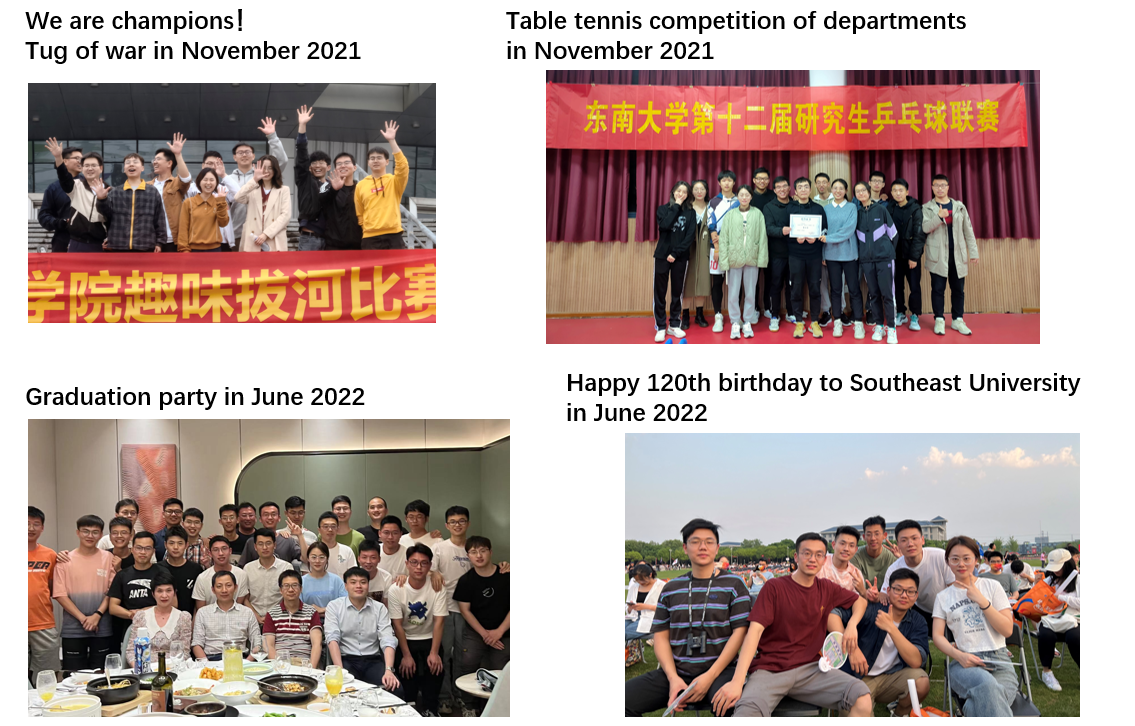 We are champions!
Tug of war in November 2021
学院趣味拔河比赛
Table tennis competition of departments
in November 2021
东南大学第十二届研究生乒乓球联赛
Graduation party in June 2022
ANTA
Happy 120th birthday to Southeast University
in June 2022